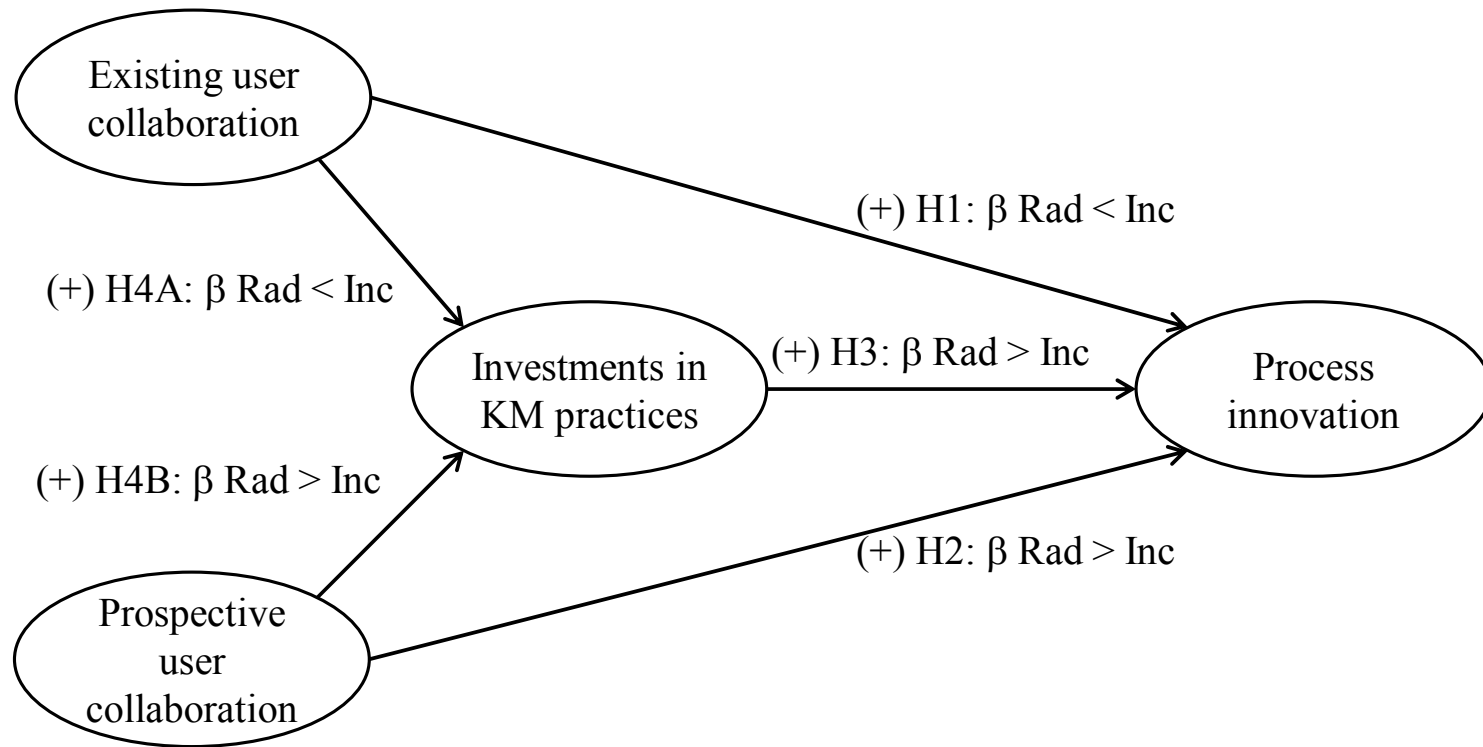 Existing user
collaboration
(+) H1: β Rad < Inc
(+) H4A: β Rad < Inc
Investments in
KM practices
(+) H3: β Rad > Inc
Process
innovation
(+) H4B: β Rad > Inc
(+) H2: β Rad > Inc
Prospective
user
collaboration